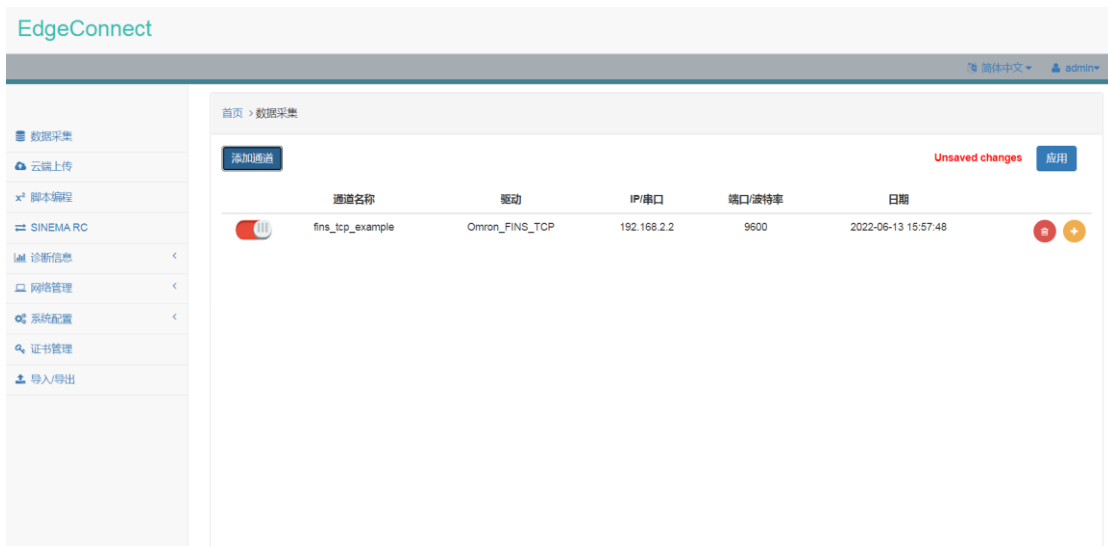 EdgeConnect
简体中文 admin
首页 > 数据采集
数据采集
云端上传
x² 脚本编程
SINEMA RC
诊断信息
网络管理
系统配置
证书管理
导入/导出
添加通道
Unsaved changes 应用
通道名称 驱动 IP/串口 端口/波特率 日期
fins_tcp_example Omron_FINS_TCP 192.168.2.2 9600 2022-06-13 15:57:48